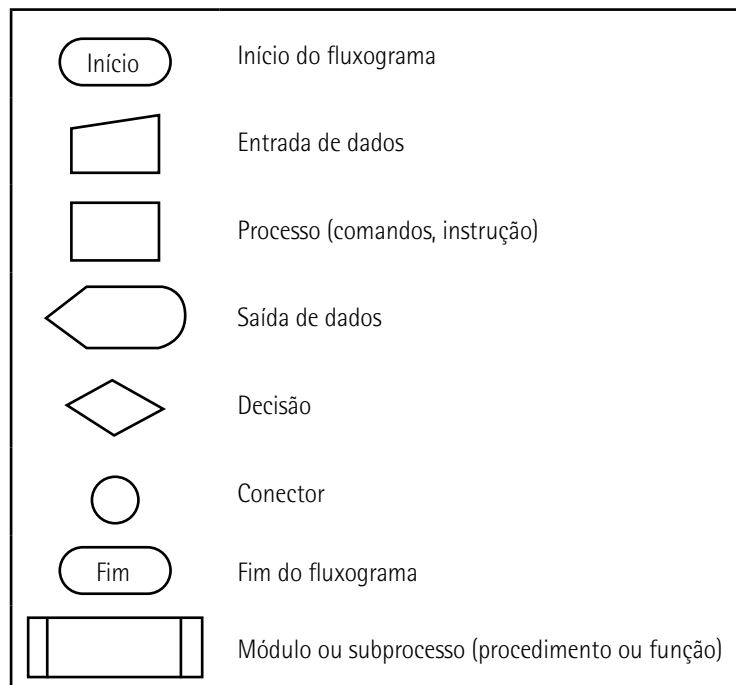 Início Início do fluxograma
Entrada de dados
Processo (comandos, instrução)
Saída de dados
Decisão
Conector
Fim Fim do fluxograma
Módulo ou subprocesso (procedimento ou função)